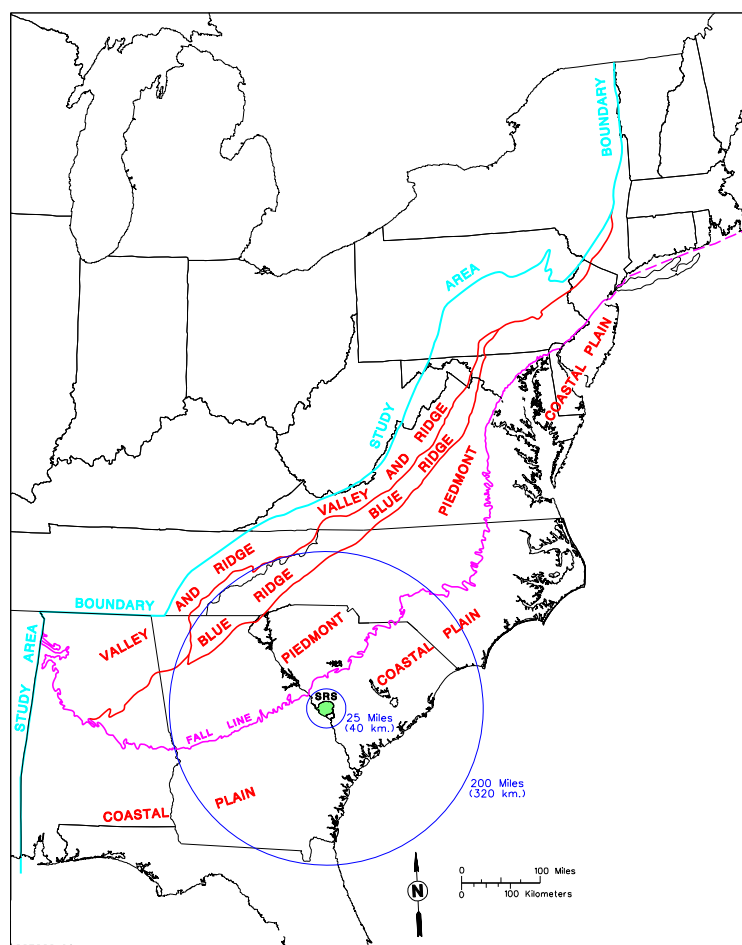 BOUNDARY
AREA
STUDY
VALLEY AND RIDGE
BLUE RIDGE
PIEDMONT
COASTAL PLAIN
BOUNDARY
AND RIDGE
VALLEY
BLUE RIDGE
STUDY AREA
PIEDMONT
COASTAL PLAIN
SRS
25 Miles
(40 km.)
FALL LINE
200 Miles
(320 km.)
COASTAL PLAIN
N
0 100 Miles
0 100 Kilometers